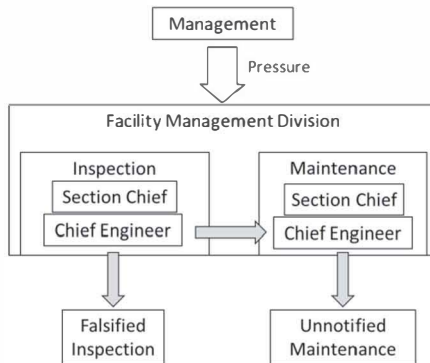 Management
Pressure
Facility Management Division
Inspection
Section Chief
Chief Engineer
Maintenance
Section Chief
Chief Engineer
Falsified
Inspection
Unnotified
Maintenance